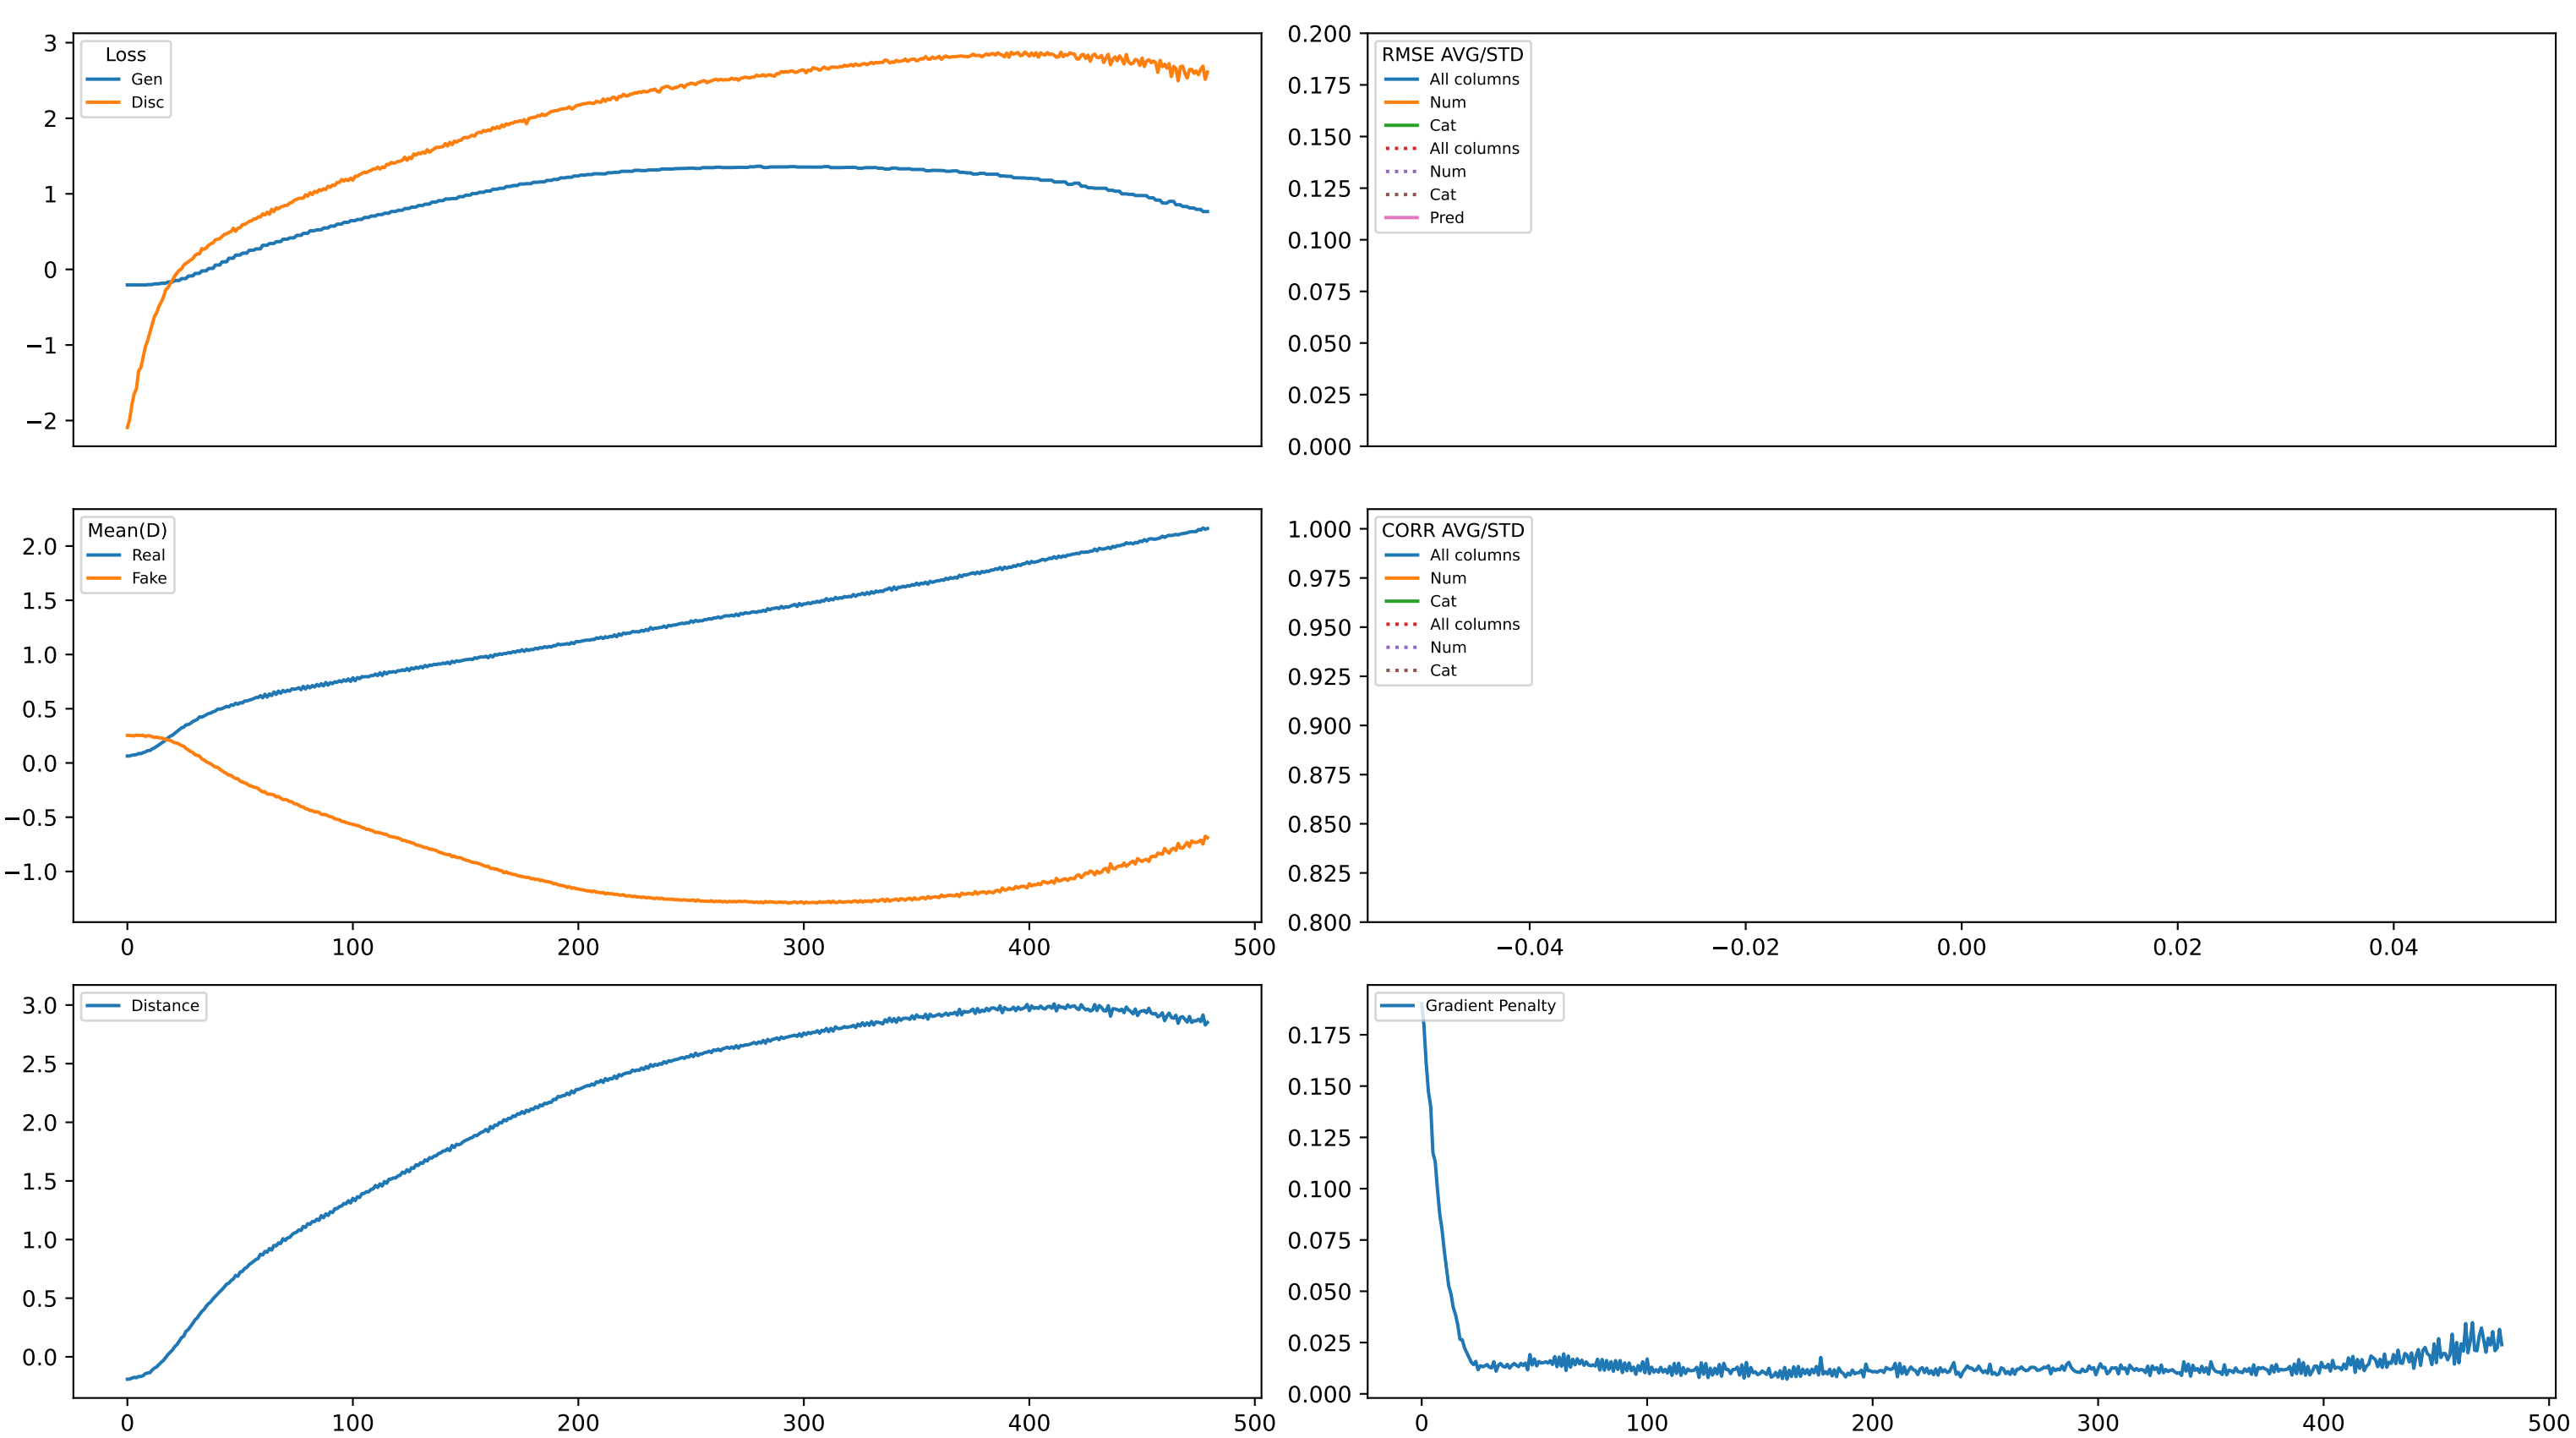 3
2
1
0
−1
−2
Loss
Gen
Disc
0.200
0.175
0.150
0.125
0.100
0.075
0.050
0.025
0.000
RMSE AVG/STD
All columns
Num
Cat
All columns
Num
Cat
Pred
2.0
1.5
1.0
0.5
0.0
−0.5
−1.0
Mean(D)
Real
Fake
0 100 200 300 400 500
1.000
0.975
0.950
0.925
0.900
0.875
0.850
0.825
0.800
CORR AVG/STD
All columns
Num
Cat
All columns
Num
Cat
−0.04 −0.02 0.00 0.02 0.04
3.0
2.5
2.0
1.5
1.0
0.5
0.0
Distance
0 100 200 300 400 500
0.175
0.150
0.125
0.100
0.075
0.050
0.025
0.000
Gradient Penalty
0 100 200 300 400 500